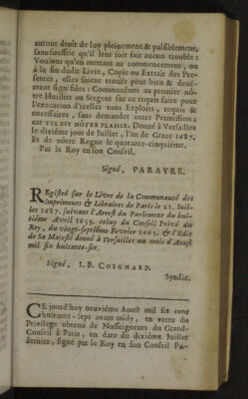 auront droit de luy pleinement & paisiblement,
sans souffrir qu'il leur soit fait aucun trouble :
Voulons qu'en mettant au commencement, ou
à la fin dudit Livre, Copie ou Extrait des Pre-
sentes, elles soient tenuës pour bien & deuë-
ment signifiées : Commandons au premier nô-
tre Huissier ou Sergent sur ce requis faire pour
l'execution d'icelles tous Exploits, requis &
necessaires, sans demander autre Permission :
car TEL EST NÔTRE PLAISIR. Donné à Versailles
le dixiéme jour de Juillet, l'an de Grace 1687.
Et de nôtre Regne le quarante-cinquiéme.
Par le Roy en son Conseil,
Signé, PARAYRE.
REgistré sur le Livre de la Communauté des
Imprimeurs & Libraires de Paris le 21. Juil-
let 1687. suivant l'Arrest du Parlement du hui-
tiéme Avril 1653. celuy du Conseil Privé du
Roy, du vingt-septiéme Fevrier 1665. & l'Edit
de Sa Majesté donné à Versailles au mois d'Aoust
mil six huitante-six.
Signé, J.B. COIGNARD.
Syndic.
CE jourd'huy neuviéme Aoust mil six cens
huitante-sept avant midy, en vertu du
Privilege obtenu de Nosseigneurs du Grand-
Conseil à Paris, en date du dixiéme Juillet
dernier, signé par le Roy en son Conseil Pa-